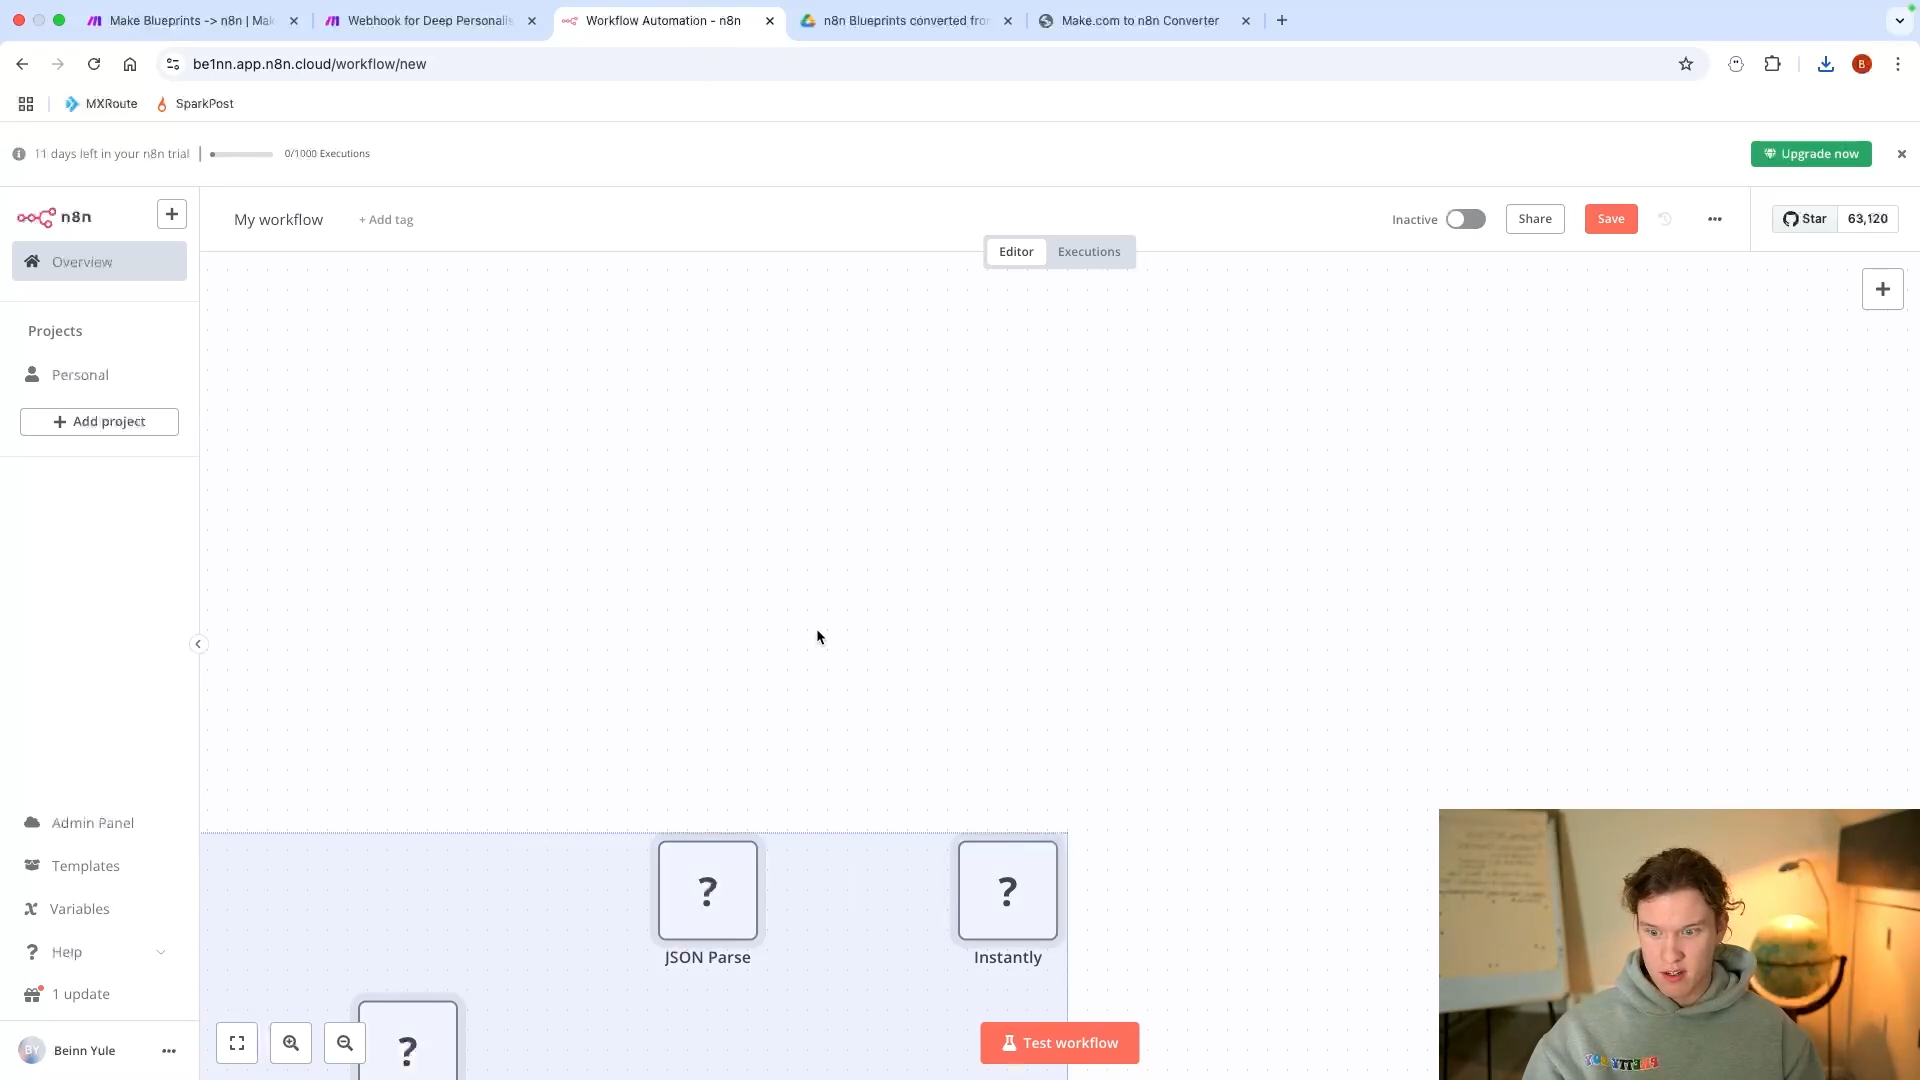 Make Blueprints -> n8n | Mak
Webhook for Deep Personalis
Workflow Automation - n8n
n8n Blueprints converted from
Make.com to n8n Converter
be1nn.app.n8n.cloud/workflow/new
B
MXRoute
SparkPost
11 days left in your n8n trial
0/1000 Executions
Upgrade now
n8n
My workflow
+ Add tag
Inactive
Share
Save
Star
63,120
Overview
Editor
Executions
Projects
Personal
Add project
Admin Panel
Templates
Variables
Help
1 update
BY
Beinn Yule
?
JSON Parse
?
Instantly
?
Test workflow